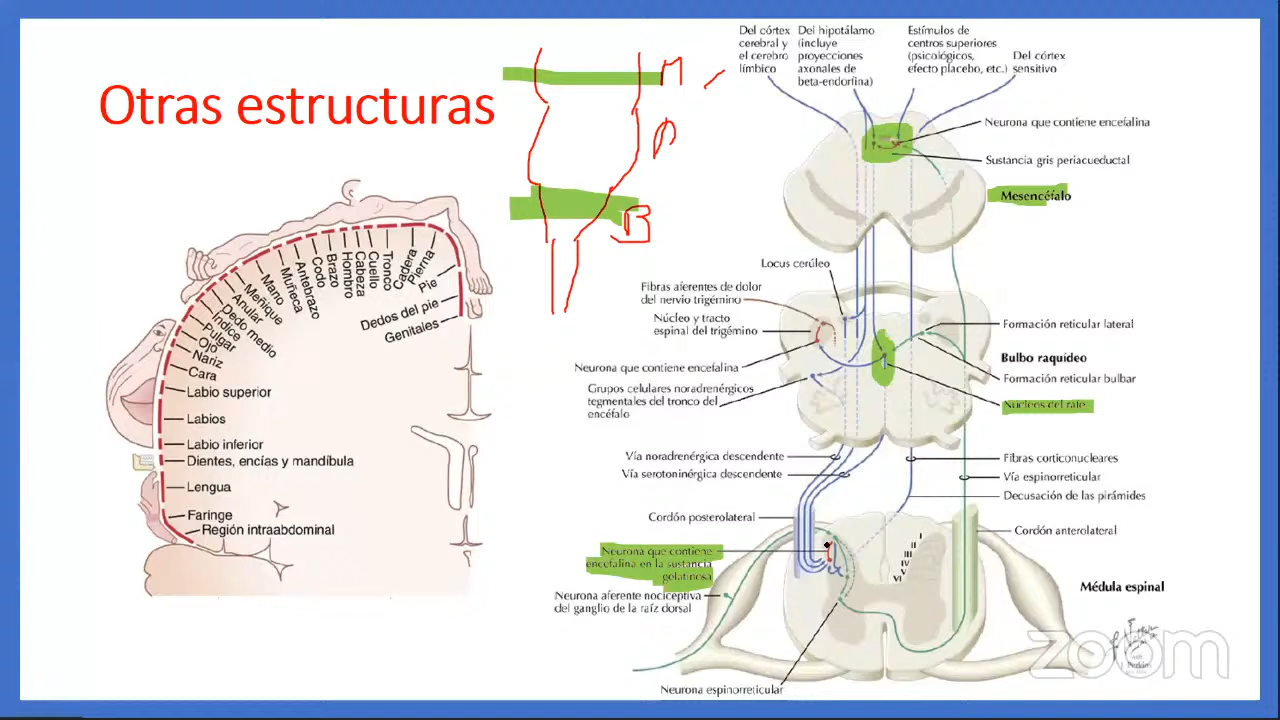 Otras estructuras
M
P
B
Genitales
Dedos del pie
Pie
Pierna
Cadera
Tronco
Cuello
Cabeza
Hombro
Brazo
Codo
Antebrazo
Muñeca
Mano
Meñique
Anular
Dedo medio
Índice
Pulgar
Ojo
Nariz
Cara
Labio superior
Labios
Labio inferior
Dientes, encías y mandíbula
Lengua
Faringe
Región intraabdominal
Del córtex
cerebral y
el cerebro
límbico
Del hipotálamo
(incluye
proyecciones
axonales de
beta-endorfina)
Estímulos de
centros superiores
(psicológicos,
efecto placebo, etc.)
Del córtex
sensitivo
Neurona que contiene encefalina
Sustancia gris periacueductal
Mesencéfalo
Locus cerúleo
Fibras aferentes de dolor
del nervio trigémino
Núcleo y tracto
espinal del trigémino
Neurona que contiene encefalina
Grupos celulares noradrenérgicos
tegmentales del tronco del
encéfalo
Formación reticular lateral
Bulbo raquídeo
Formación reticular bulbar
Núcleos del rafe
Vía noradrenérgica descendente
Vía serotoninérgica descendente
Fibras corticonucleares
Vía espinorreticular
Decusación de las pirámides
Cordón posterolateral
Cordón anterolateral
Neurona que contiene
encefalina en la sustancia
gelatinosa
I
II
III
IV
V
VI
Neurona aferente nociceptiva
del ganglio de la raíz dorsal
Médula espinal
Neurona espinorreticular
zoom